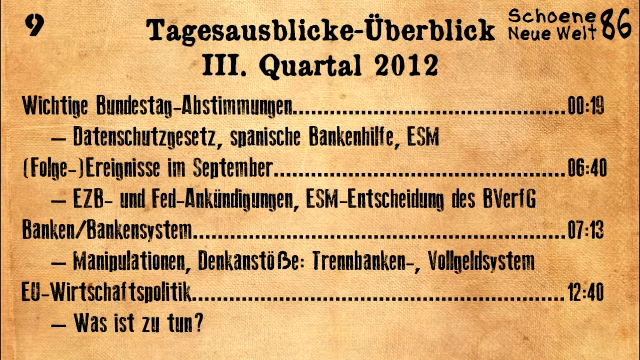 9
Tagesausblicke-Überblick
III. Quartal 2012
Schoene
Neue Welt 86
Wichtige Bundestag-Abstimmungen..................................................00:19
– Datenschutzgesetz, spanische Bankenhilfe, ESM
(Folge-)Ereignisse im September.....................................................06:40
– EZB- und Fed-Ankündigungen, ESM-Entscheidung des BVerfG
Banken/Bankensystem....................................................................07:13
– Manipulationen, Denkanstöße: Trennbanken-, Vollgeldsystem
EU-Wirtschaftspolitik....................................................................12:40
– Was ist zu tun?